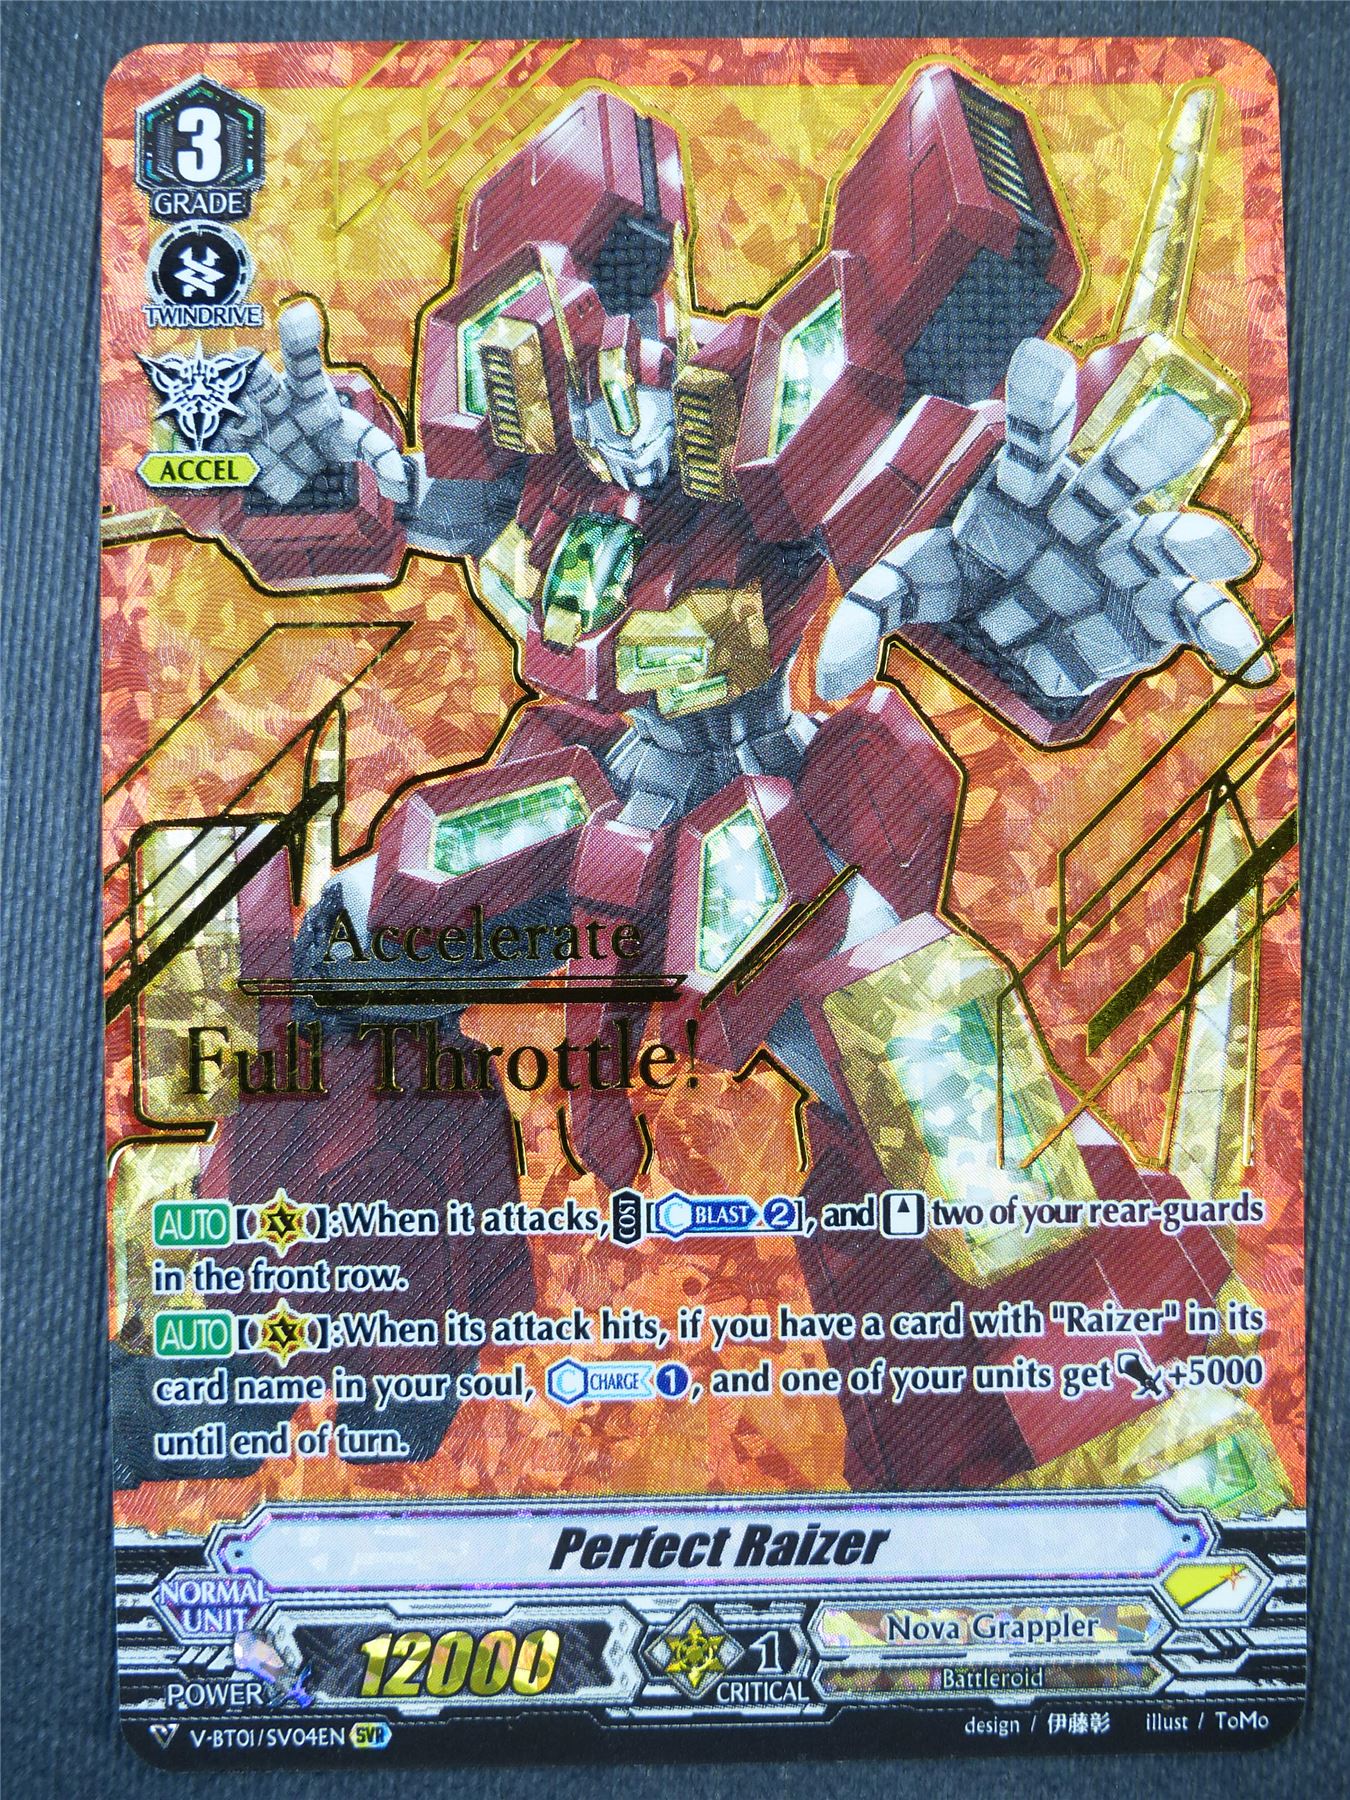 3
GRADE
TWINDRIVE
ACCEL
Accelerate
Full Throttle!
AUTO【V】:When it attacks, COST [C BLAST 2], and two of your rear-guards
in the front row.
AUTO【V】:When its attack hits, if you have a card with "Raizer" in its
card name in your soul, C CHARGE 1, and one of your units get +5000
until end of turn.
Perfect Raizer
NORMAL
UNIT
POWER 12000
1
CRITICAL
Nova Grappler
Battleroid
V-BT01/SV04EN SVR
design / 伊藤彰 illust / ToMo